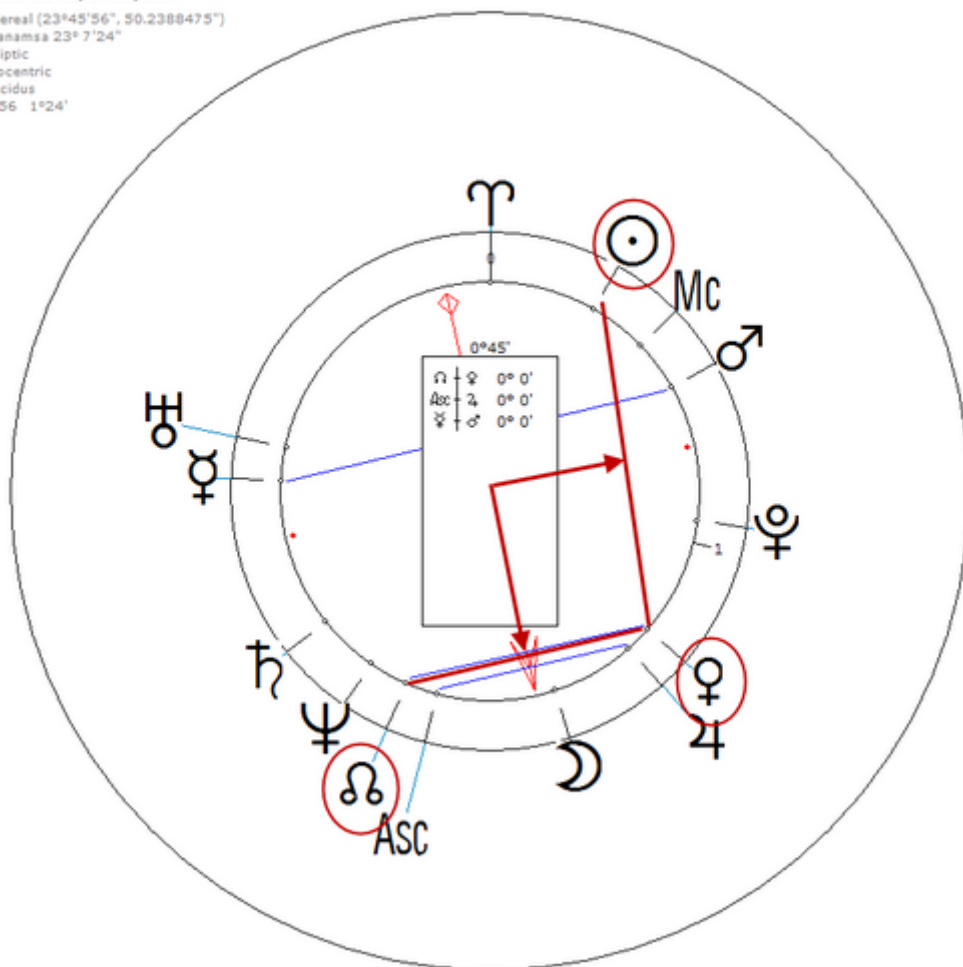 ereal (23°45'56", 50.2388475")
anamsa 23° 7'24"
iptic
ocentric
cidus
56 1°24'
♈
☉
0
Mc
♂
0°45'
☊ ♀ 0° 0'
Asc ♃ 0° 0'
☿ ♂ 0° 0'
♅
☿
♇
1
♄
♀
♆
♃
☽
☊
Asc